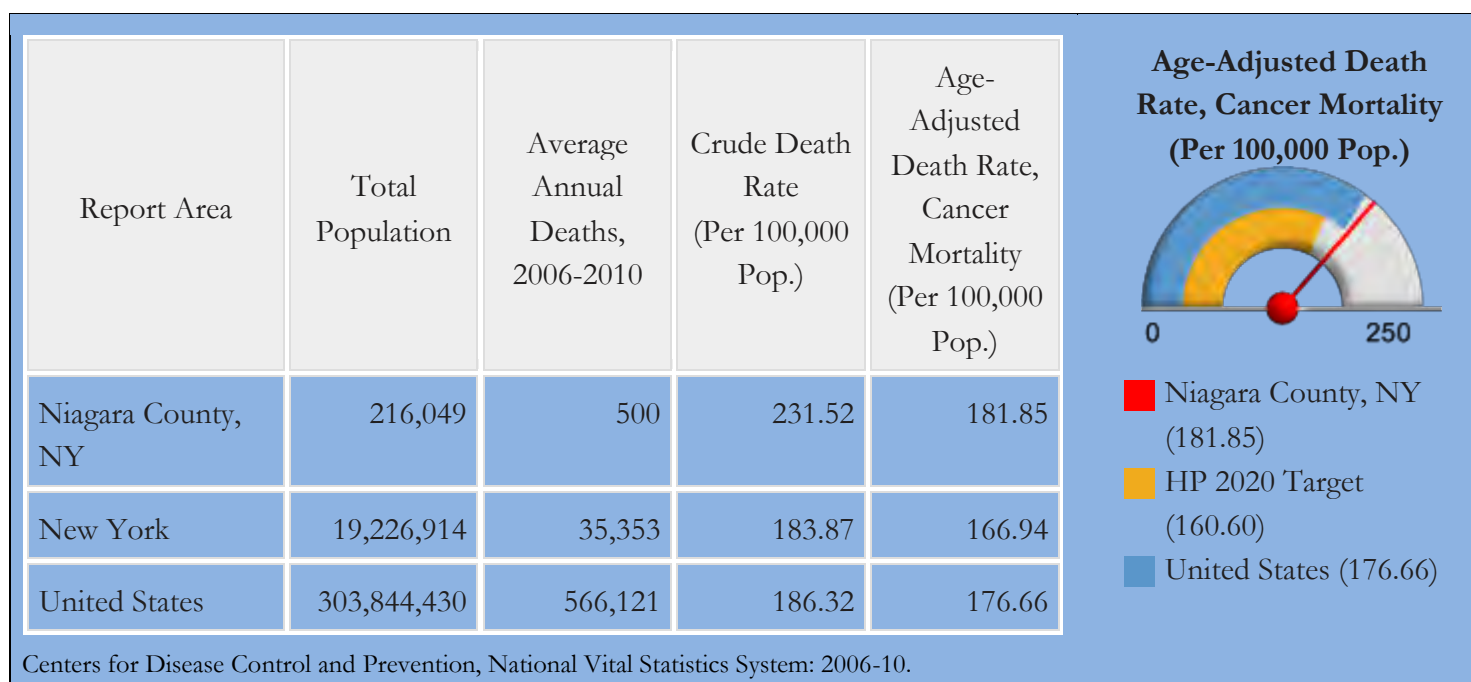 Report Area
Total
Population
Average
Annual
Deaths,
2006-2010
Crude Death
Rate
(Per 100,000
Pop.)
Age-
Adjusted
Death Rate,
Cancer
Mortality
(Per 100,000
Pop.)
Niagara County,
NY
216,049
500
231.52
181.85
New York
19,226,914
35,353
183.87
166.94
United States
303,844,430
566,121
186.32
176.66
Centers for Disease Control and Prevention, National Vital Statistics System: 2006-10.
Age-Adjusted Death
Rate, Cancer Mortality
(Per 100,000 Pop.)
0
250
Niagara County, NY
(181.85)
HP 2020 Target
(160.60)
United States (176.66)